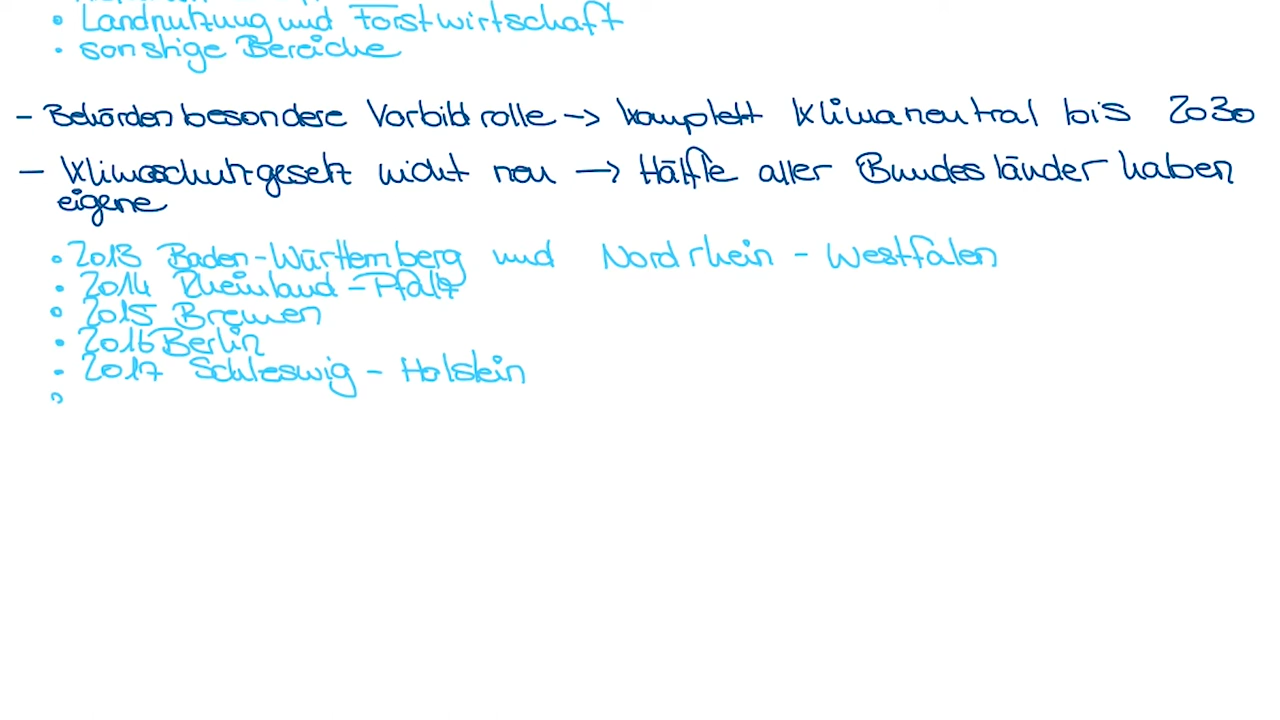 • Landnutzung und Forstwirtschaft
• sonstige Bereiche
- Behörden besondere Vorbildrolle → komplett klimaneutral bis 2030
- Klimaschutzgesetz nicht neu → Hälfte aller Bundesländer haben
eigene
• 2013 Baden-Württemberg und Nordrhein-Westfalen
• 2014 Rheinland-Pfalz
• 2015 Bremen
• 2016 Berlin
• 2017 Schleswig-Holstein
•